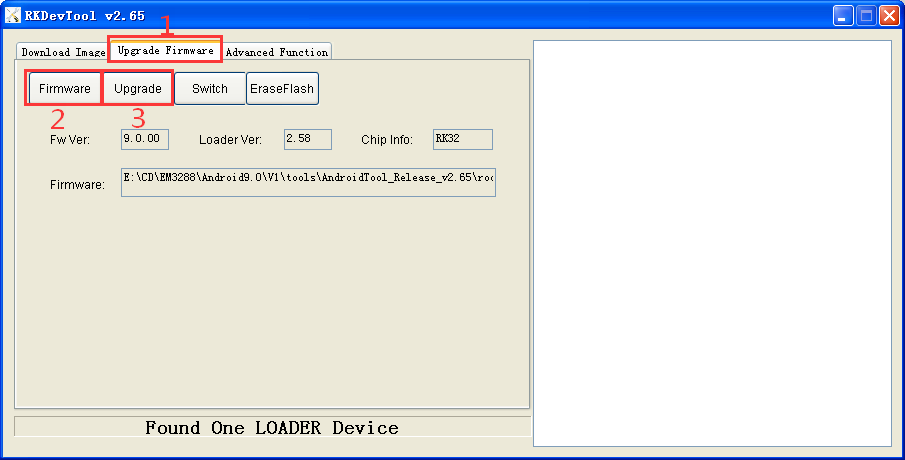 RKDevTool v2.65
1
Download Image Upgrade Firmware Advanced Function
Firmware Upgrade Switch EraseFlash
2 3
Fw Ver: 9.0.00 Loader Ver: 2.58 Chip Info: RK32
Firmware: E:\CD\EM3288\Android9.0\V1\tools\AndroidTool_Release_v2.65\roc
Found One LOADER Device